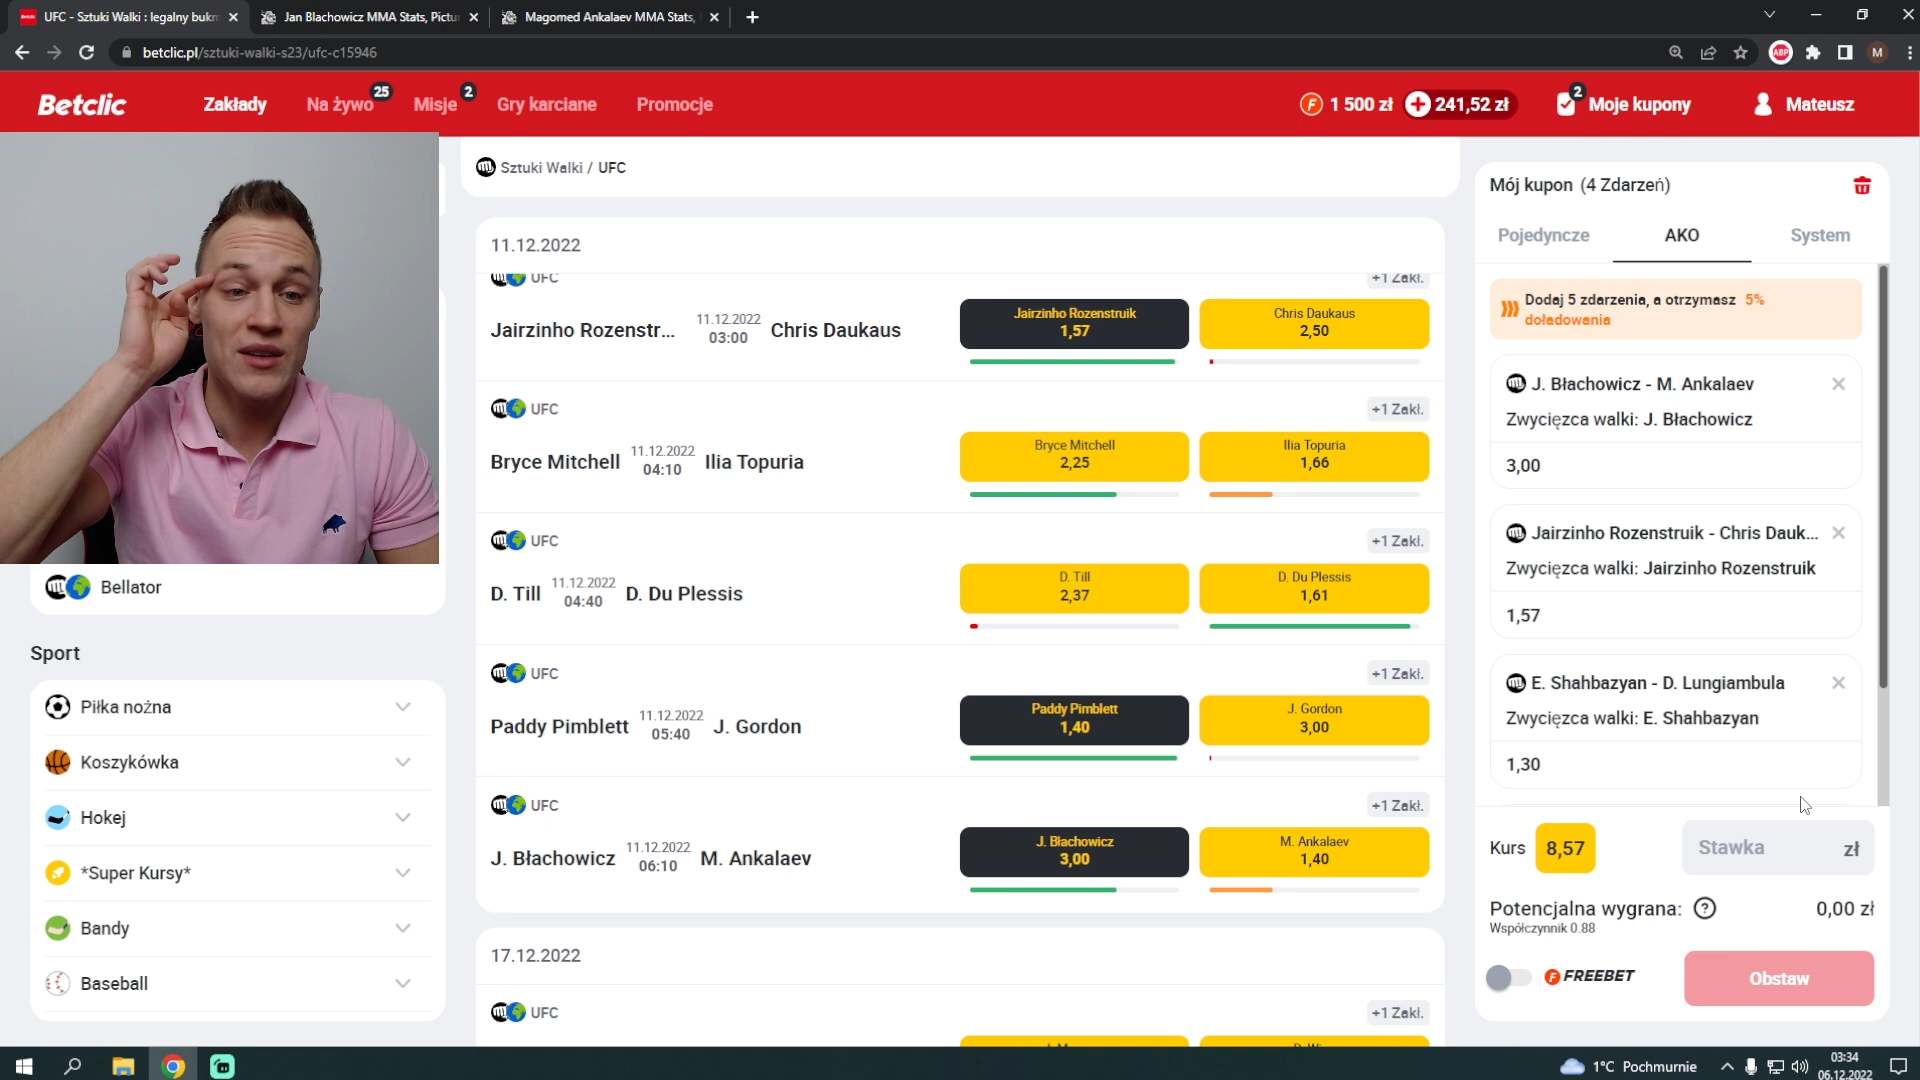 UFC - Sztuki Walki : legalny bukm
Jan Blachowicz MMA Stats, Pictu
Magomed Ankalaev MMA Stats,
betclic.pl/sztuki-walki-s23/ufc-c15946
ABP
M
Betclic
Zakłady
Na żywo 25
Misje 2
Gry karciane
Promocje
F 1 500 zł
241,52 zł
2 Moje kupony
Mateusz
Sztuki Walki / UFC
11.12.2022
UFC
+1 Zakł.
Jairzinho Rozenstr...
11.12.2022
03:00
Chris Daukaus
Jairzinho Rozenstruik
1,57
Chris Daukaus
2,50
UFC
+1 Zakł.
Bryce Mitchell
11.12.2022
04:10
Ilia Topuria
Bryce Mitchell
2,25
Ilia Topuria
1,66
UFC
+1 Zakł.
D. Till
11.12.2022
04:40
D. Du Plessis
D. Till
2,37
D. Du Plessis
1,61
UFC
+1 Zakł.
Paddy Pimblett
11.12.2022
05:40
J. Gordon
Paddy Pimblett
1,40
J. Gordon
3,00
UFC
+1 Zakł.
J. Błachowicz
11.12.2022
06:10
M. Ankalaev
J. Błachowicz
3,00
M. Ankalaev
1,40
17.12.2022
UFC
+1 Zakł.
Bellator
Sport
Piłka nożna
Koszykówka
Hokej
*Super Kursy*
Bandy
Baseball
Mój kupon (4 Zdarzeń)
Pojedyncze
AKO
System
Dodaj 5 zdarzenia, a otrzymasz 5%
doładowania
J. Błachowicz - M. Ankalaev
Zwycięzca walki: J. Błachowicz
3,00
Jairzinho Rozenstruik - Chris Dauk...
Zwycięzca walki: Jairzinho Rozenstruik
1,57
E. Shahbazyan - D. Lungiambula
Zwycięzca walki: E. Shahbazyan
1,30
Kurs 8,57
Stawka zł
Potencjalna wygrana: ? 0,00 zł
Współczynnik 0.88
F FREEBET
Obstaw
1°C Pochmurnie
03:34
06.12.2022